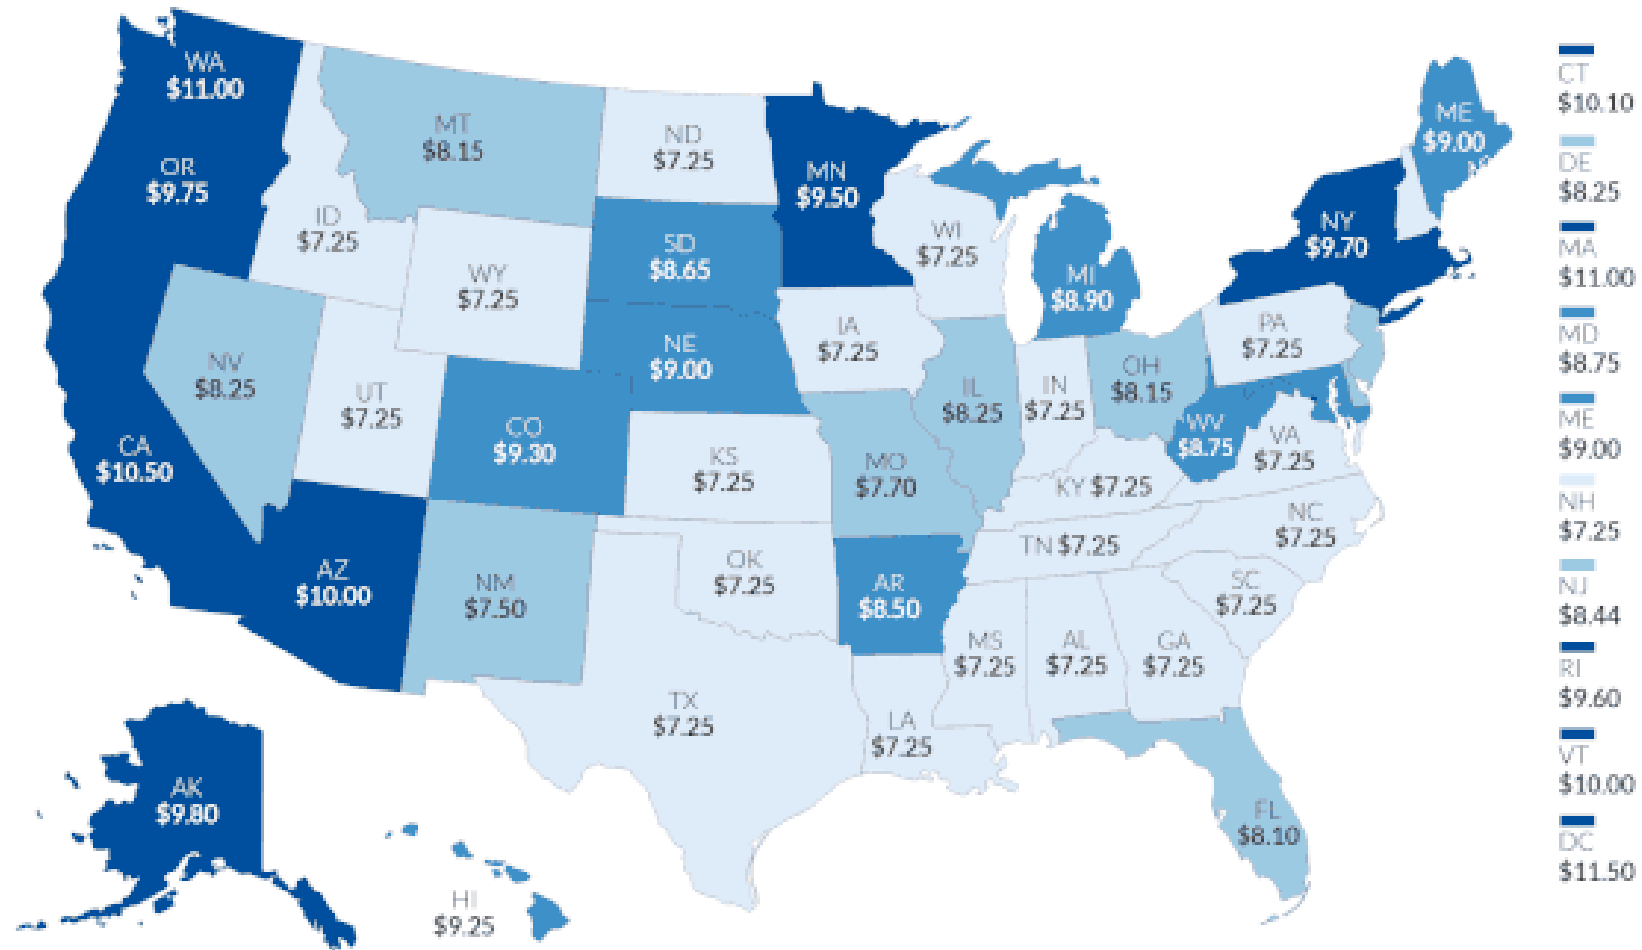 WA
$11.00
OR
$9.75
CA
$10.50
NV
$8.25
ID
$7.25
MT
$8.15
WY
$7.25
UT
$7.25
AZ
$10.00
CO
$9.30
NM
$7.50
ND
$7.25
SD
$8.65
NE
$9.00
KS
$7.25
OK
$7.25
TX
$7.25
MN
$9.50
IA
$7.25
MO
$7.70
AR
$8.50
LA
$7.25
WI
$7.25
IL
$8.25
MI
$8.90
IN
$7.25
OH
$8.15
KY $7.25
TN $7.25
MS
$7.25
AL
$7.25
GA
$7.25
FL
$8.10
SC
$7.25
NC
$7.25
VA
$7.25
WV
$8.75
PA
$7.25
NY
$9.70
ME
$9.00
AK
$9.80
HI
$9.25
CT
$10.10
DE
$8.25
MA
$11.00
MD
$8.75
ME
$9.00
NH
$7.25
NJ
$8.44
RI
$9.60
VT
$10.00
DC
$11.50